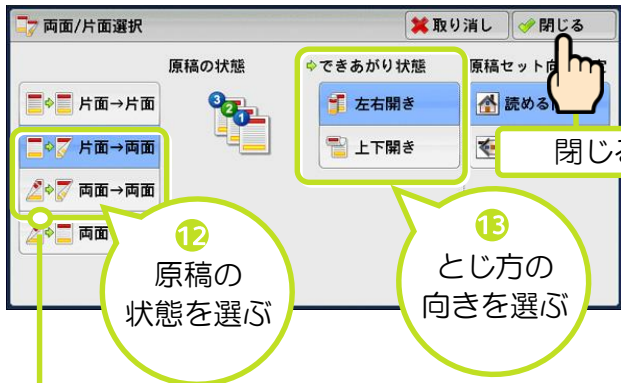 両面/片面選択
取り消し
閉じる
原稿の状態
できあがり状態
原稿セット向
片面→片面
片面→両面
両面→両面
両面
3
2
1
左右開き
上下開き
読める
閉じ
12
原稿の
状態を選ぶ
13
とじ方の
向きを選ぶ